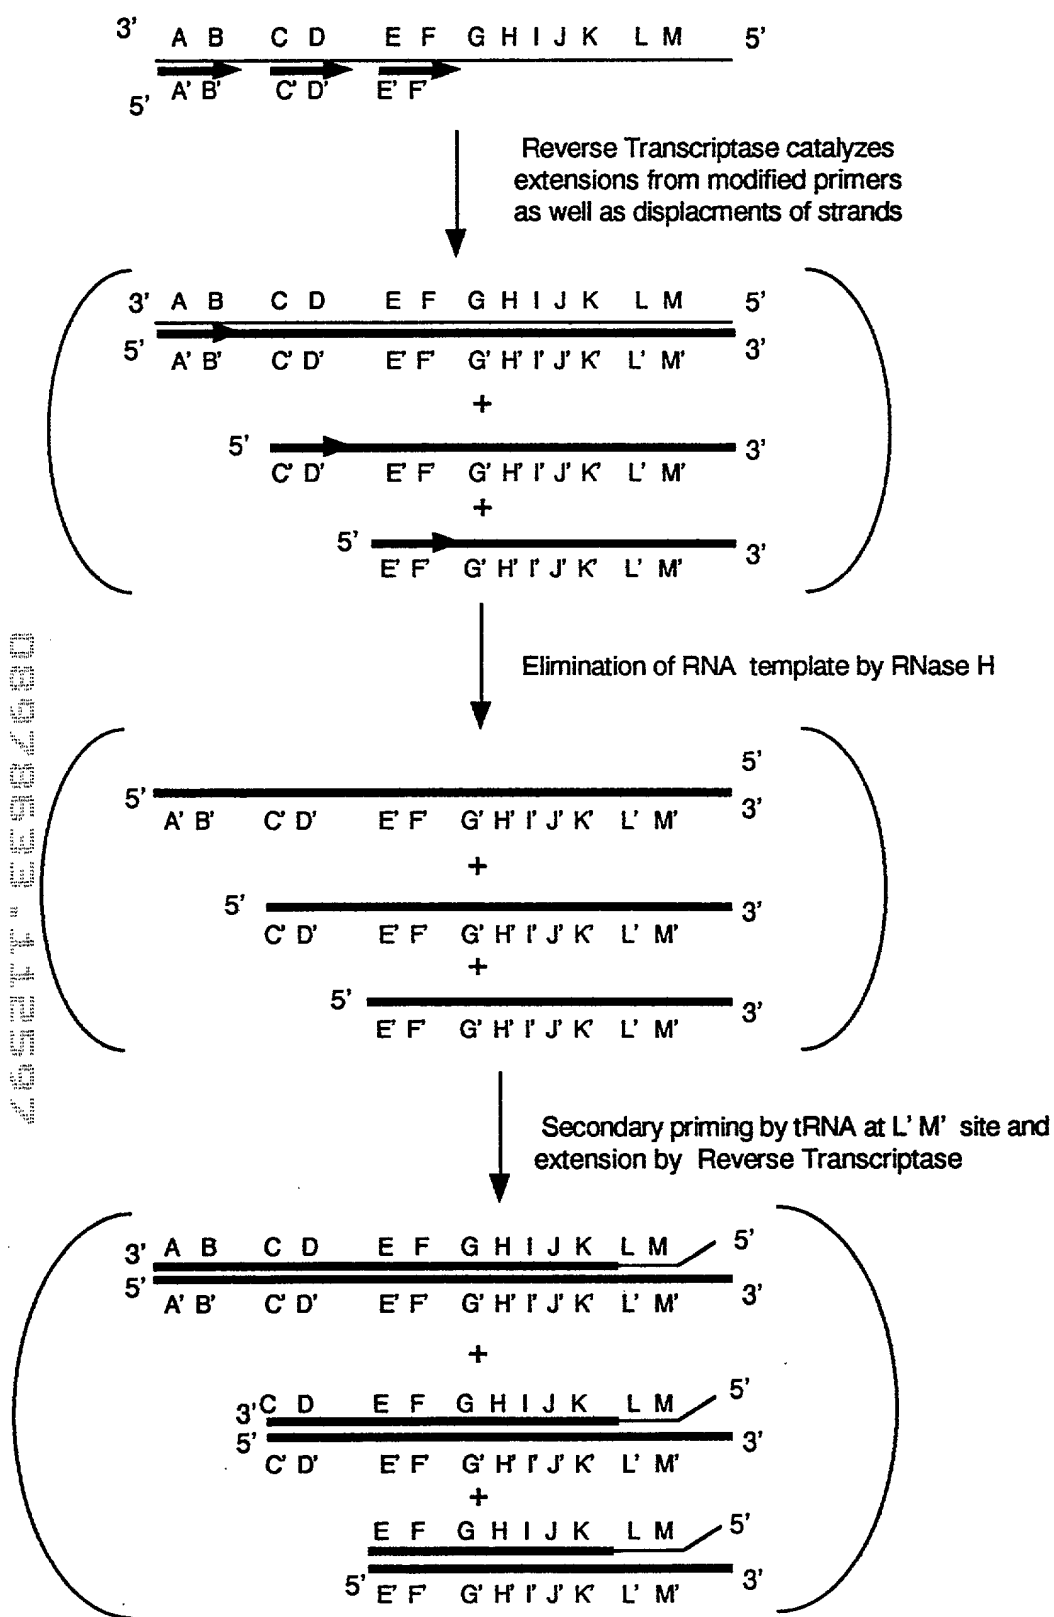 3' A B C D E F G H I J K L M 5'
5' A' B' C' D' E' F'
Reverse Transcriptase catalyzes
extensions from modified primers
as well as displacments of strands
3' A B C D E F G H I J K L M 5'
5' A' B' C' D' E' F' G' H' I' J' K' L' M' 3'
+
5' 3'
C' D' E' F' G' H' I' J' K' L' M'
+
5' 3'
E' F' G' H' I' J' K' L' M'
Elimination of RNA template by RNase H
5'
5' 3'
A' B' C' D' E' F' G' H' I' J' K' L' M'
+
5' 3'
C' D' E' F' G' H' I' J' K' L' M'
+
5' 3'
E' F' G' H' I' J' K' L' M'
Secondary priming by tRNA at L' M' site and
extension by Reverse Transcriptase
3' A B C D E F G H I J K L M 5'
5' 3'
A' B' C' D' E' F' G' H' I' J' K' L' M'
+
3' C D E F G H I J K L M 5'
5' 3'
C' D' E' F' G' H' I' J' K' L' M'
+
E F G H I J K L M 5'
5' 3'
E' F' G' H' I' J' K' L' M'